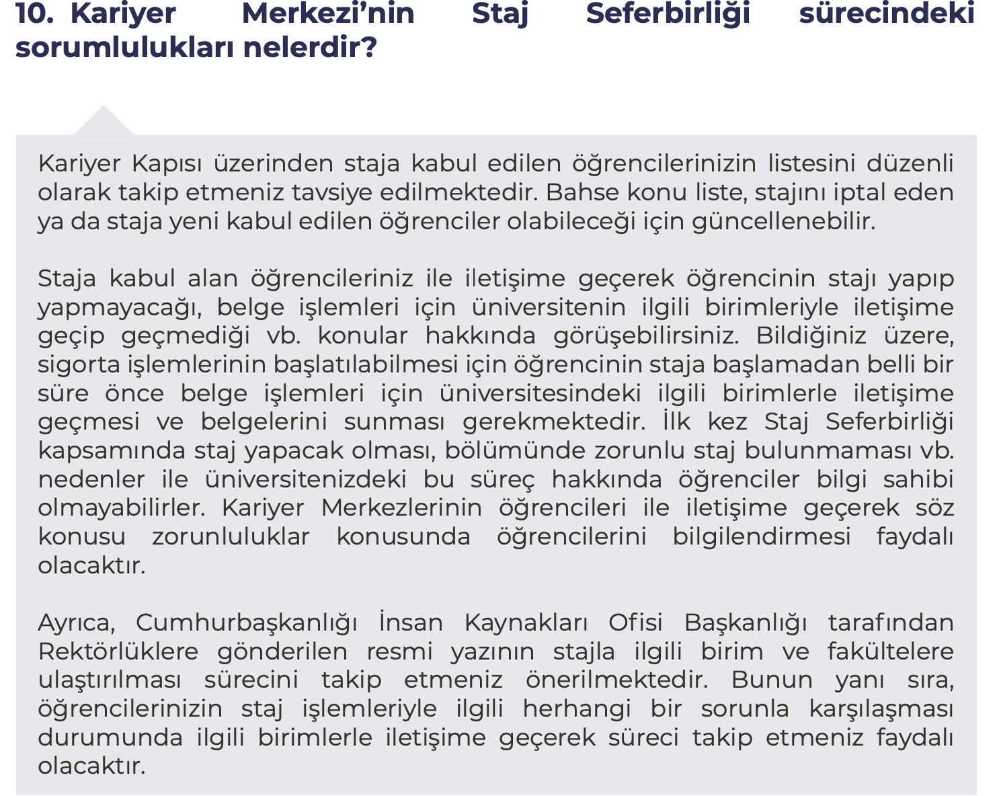 10. Kariyer Merkezi’nin Staj Seferbirliği sürecindeki
sorumlulukları nelerdir?
Kariyer Kapısı üzerinden staja kabul edilen öğrencilerinizin listesini düzenli
olarak takip etmeniz tavsiye edilmektedir. Bahse konu liste, stajını iptal eden
ya da staja yeni kabul edilen öğrenciler olabileceği için güncellenebilir.
Staja kabul alan öğrencileriniz ile iletişime geçerek öğrencinin stajı yapıp
yapmayacağı, belge işlemleri için üniversitenin ilgili birimleriyle iletişime
geçip geçmediği vb. konular hakkında görüşebilirsiniz. Bildiğiniz üzere,
sigorta işlemlerinin başlatılabilmesi için öğrencinin staja başlamadan belli bir
süre önce belge işlemleri için üniversitesindeki ilgili birimlerle iletişime
geçmesi ve belgelerini sunması gerekmektedir. İlk kez Staj Seferbirliği
kapsamında staj yapacak olması, bölümünde zorunlu staj bulunmaması vb.
nedenler ile üniversitenizdeki bu süreç hakkında öğrenciler bilgi sahibi
olmayabilirler. Kariyer Merkezlerinin öğrencileri ile iletişime geçerek söz
konusu zorunluluklar konusunda öğrencilerini bilgilendirmesi faydalı
olacaktır.
Ayrıca, Cumhurbaşkanlığı İnsan Kaynakları Ofisi Başkanlığı tarafından
Rektörlüklere gönderilen resmi yazının stajla ilgili birim ve fakültelere
ulaştırılması sürecini takip etmeniz önerilmektedir. Bunun yanı sıra,
öğrencilerinizin staj işlemleriyle ilgili herhangi bir sorunla karşılaşması
durumunda ilgili birimlerle iletişime geçerek süreci takip etmeniz faydalı
olacaktır.